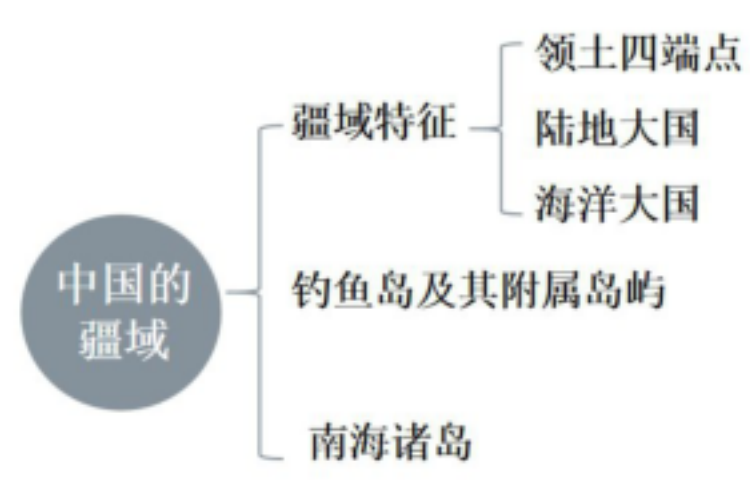 领土四端点
疆域特征
陆地大国
海洋大国
中国的
疆域
钓鱼岛及其附属岛屿
南海诸岛